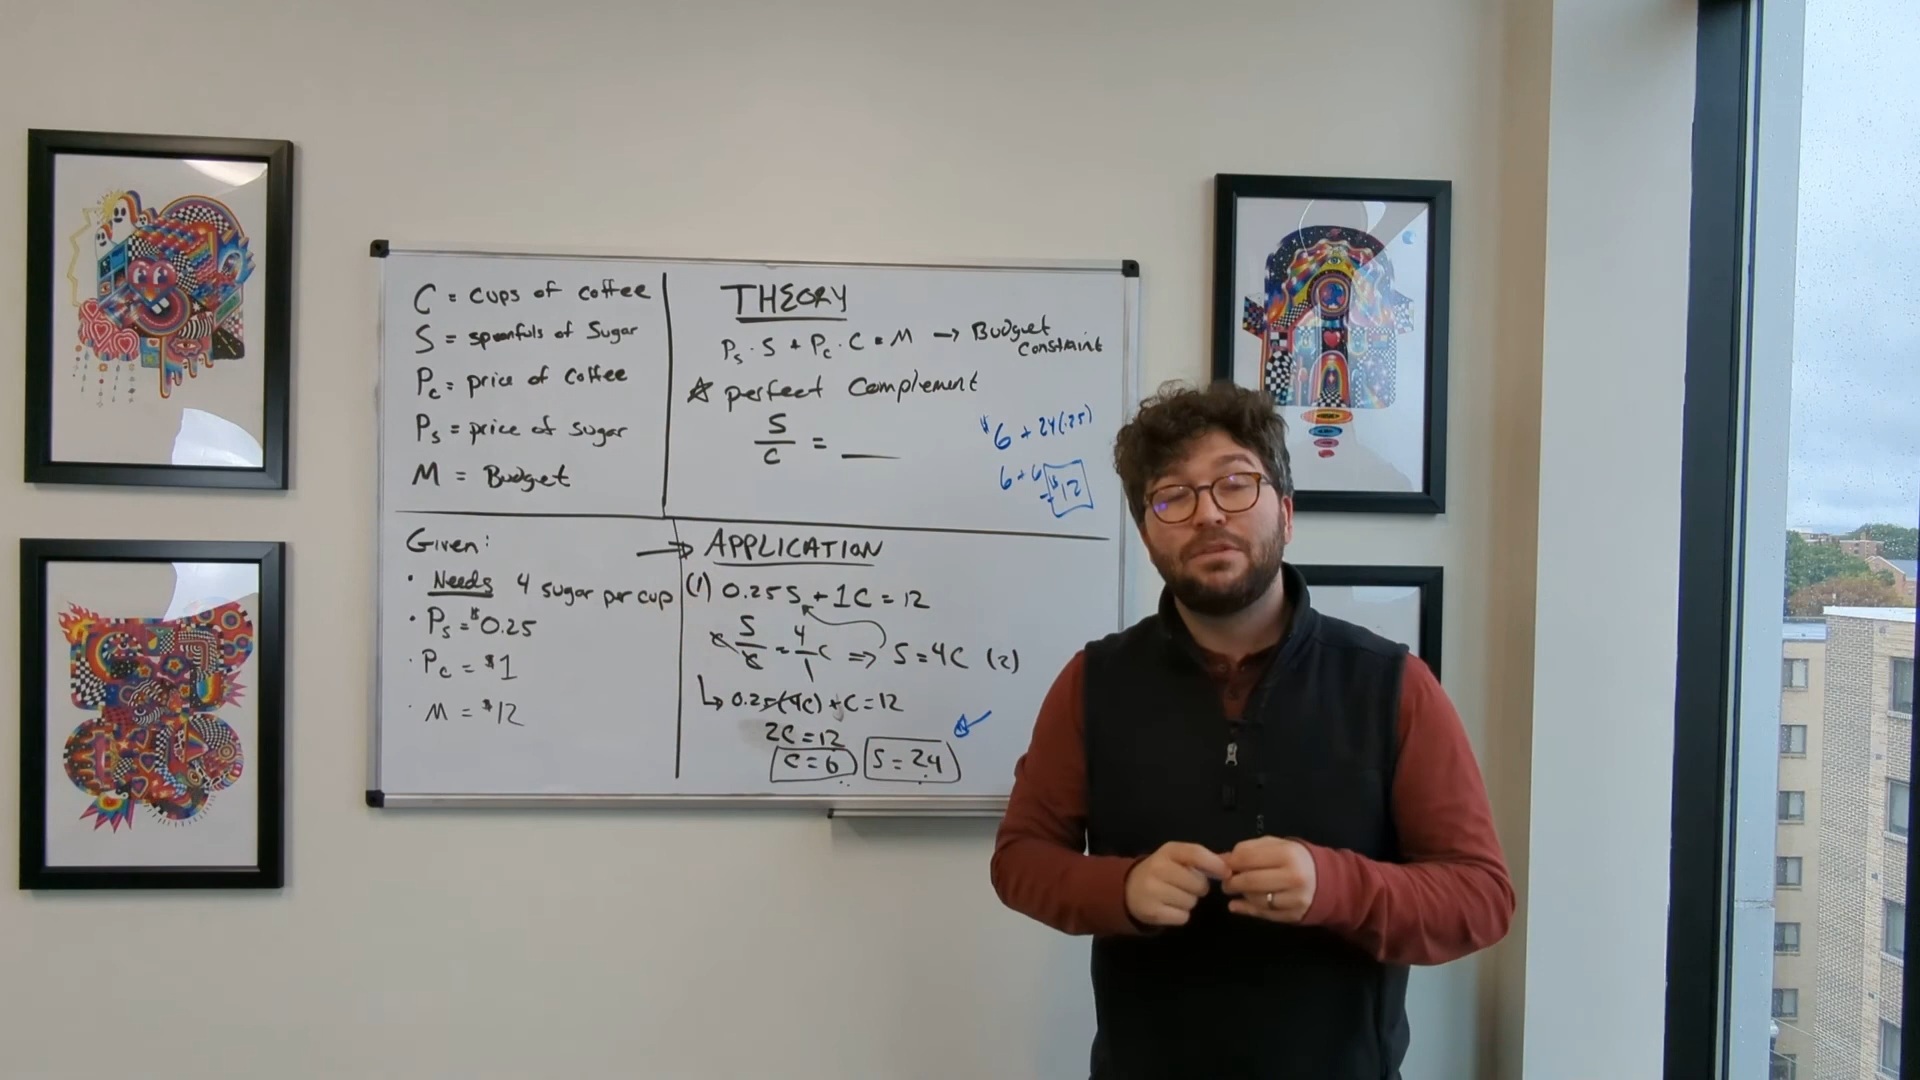 C = cups of coffee
S = spoonfuls of Sugar
Pc = price of coffee
Ps = price of sugar
M = Budget
THEORY
Ps · S + Pc · C = M → Budget Constraint
☆ perfect Complement
S/C = ___
$6 + 24(.25)
6 + 6 = $12
Given:
· Needs 4 sugar per cup
· Ps = $0.25
· Pc = $1
· M = $12
→ APPLICATION
(1) 0.25S + 1C = 12
C S/C = 4/1 C ⇒ S = 4C (2)
↳ 0.25(4C) + C = 12
2C = 12
C = 6 S = 24